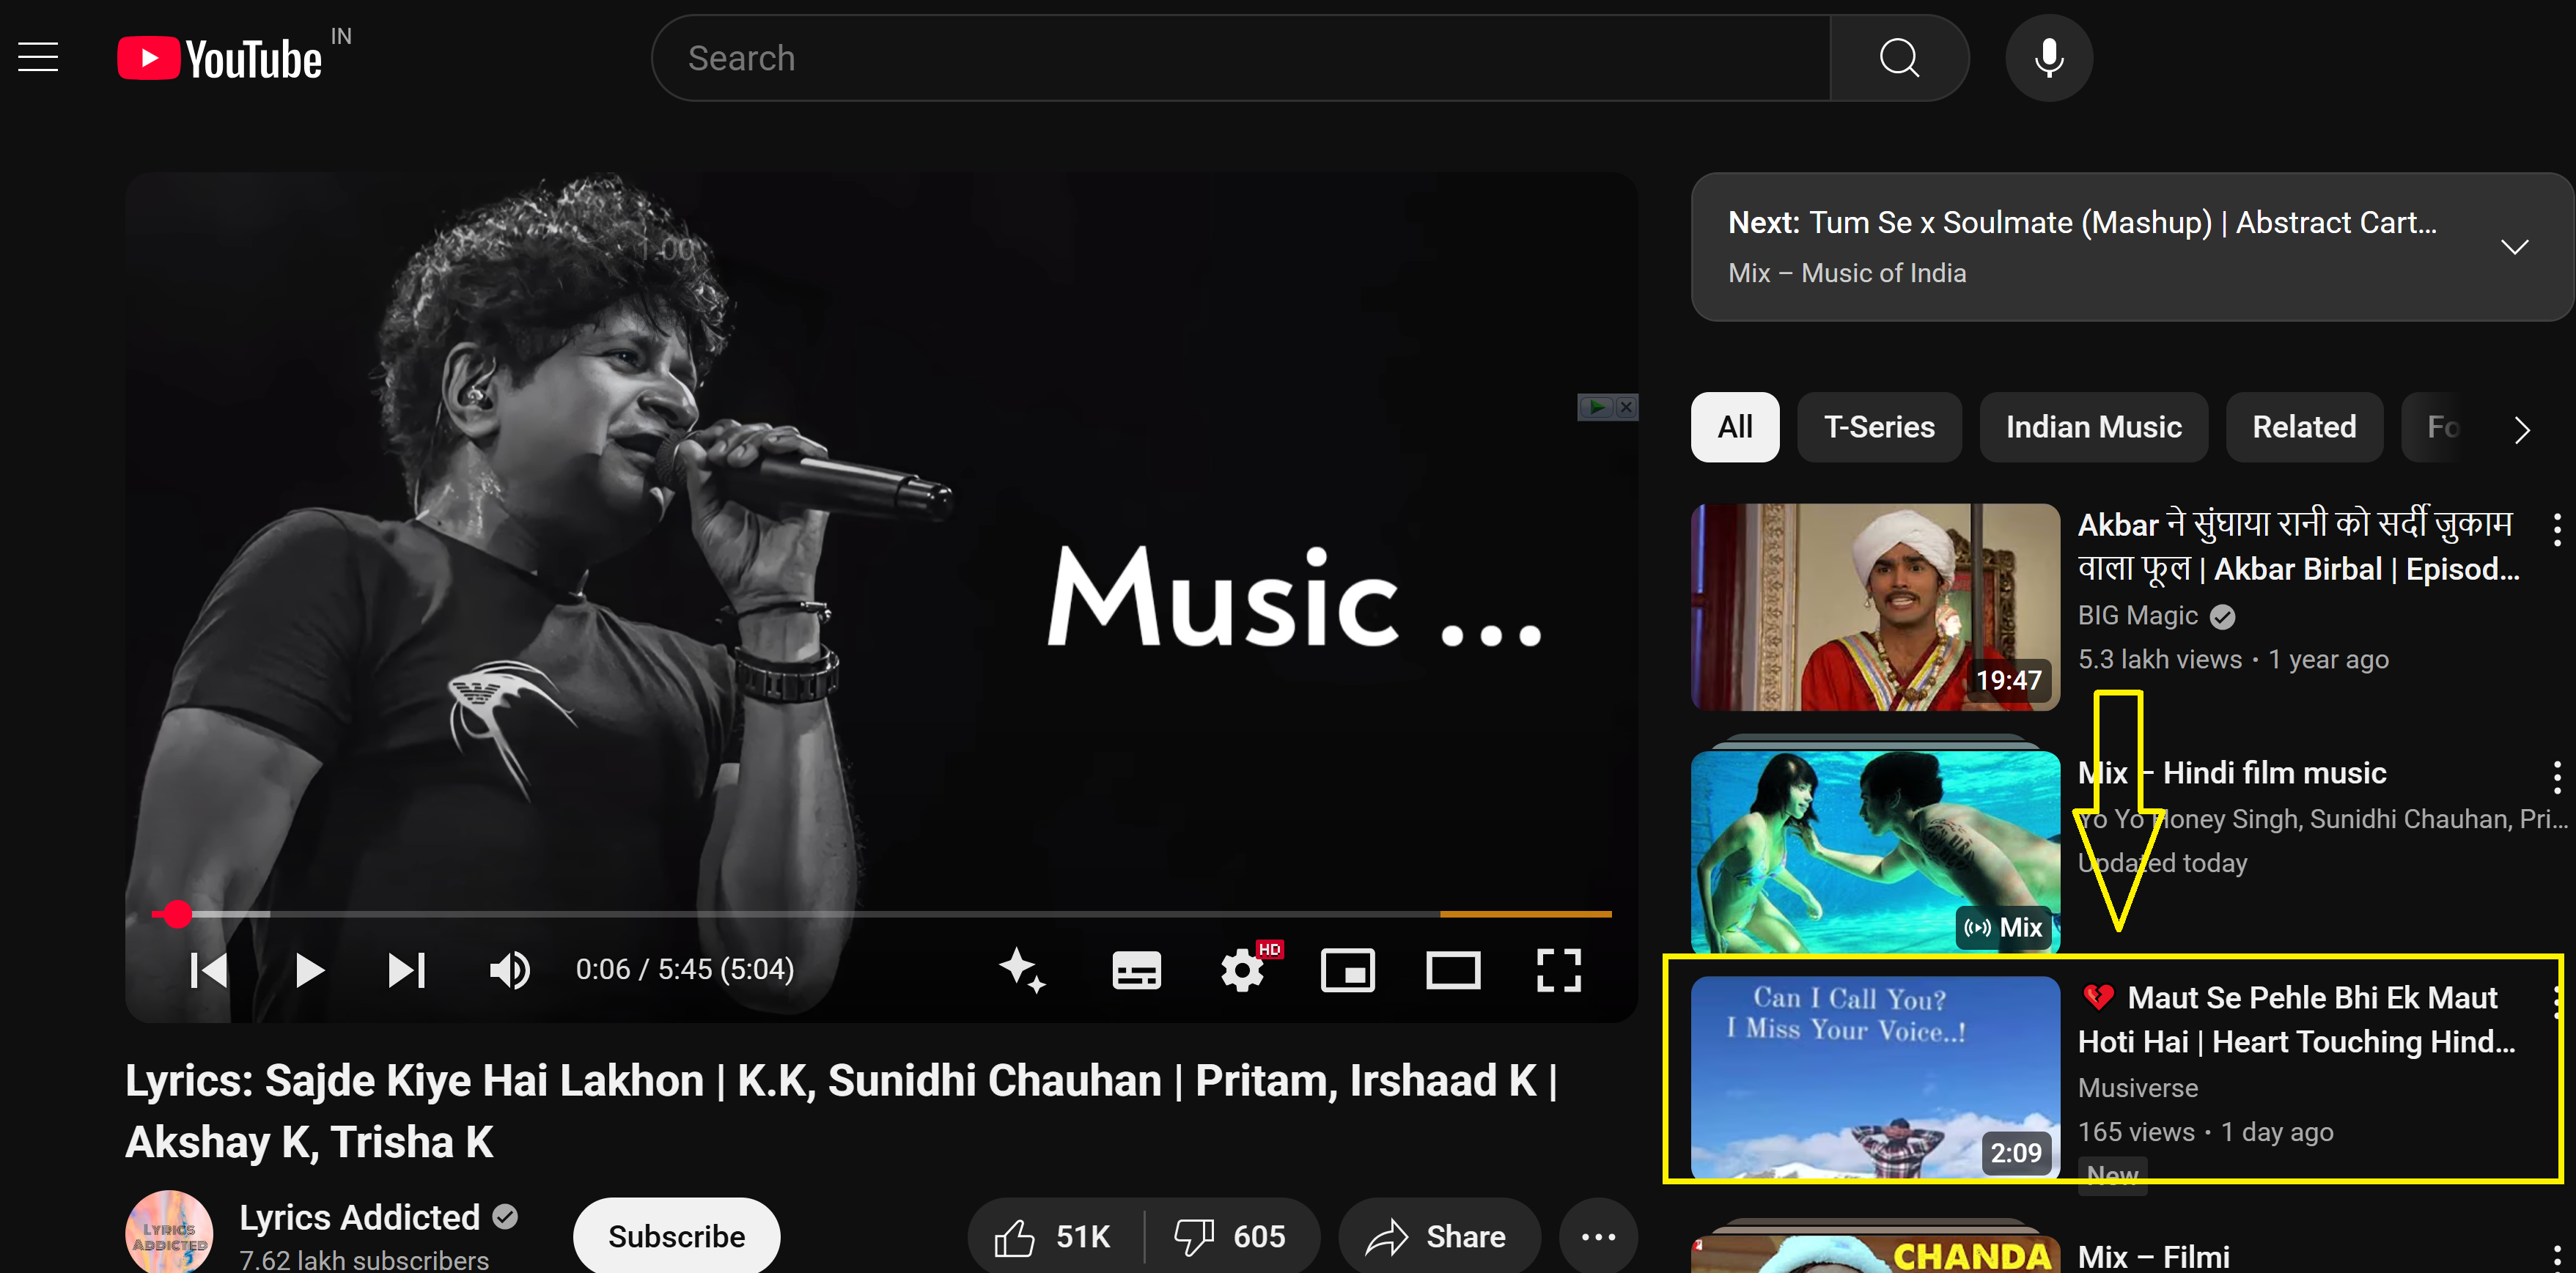 YouTube IN
Search
1:00
Music ...
0:06 / 5:45 (5:04)
HD
Lyrics: Sajde Kiye Hai Lakhon | K.K, Sunidhi Chauhan | Pritam, Irshaad K |
Akshay K, Trisha K
LYRICS
ADDICTED
Lyrics Addicted
7.62 lakh subscribers
Subscribe
51K
605
Share
Next: Tum Se x Soulmate (Mashup) | Abstract Cart...
Mix – Music of India
All
T-Series
Indian Music
Related
Fo
19:47
Akbar ने सुंघाया रानी को सर्दी ज़ुकाम
वाला फूल | Akbar Birbal | Episod...
BIG Magic
5.3 lakh views • 1 year ago
Mix
Mix – Hindi film music
Yo Yo Honey Singh, Sunidhi Chauhan, Pri...
Updated today
Can I Call You?
I Miss Your Voice..!
2:09
💔 Maut Se Pehle Bhi Ek Maut
Hoti Hai | Heart Touching Hind...
Musiverse
165 views • 1 day ago
New
CHANDA
Mix – Filmi